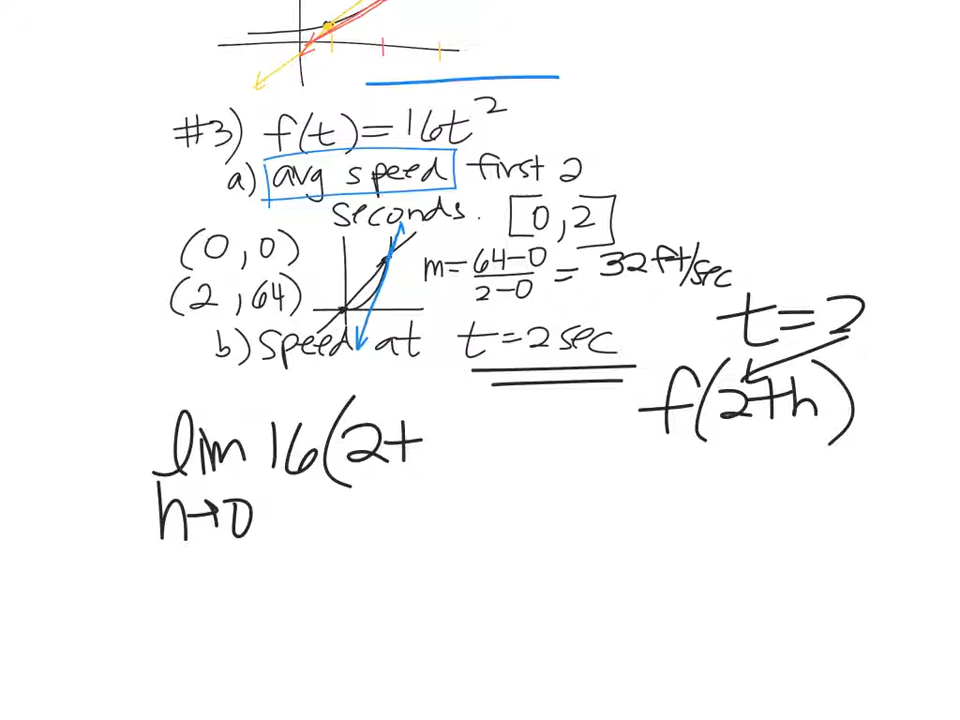 #3) f(t) = 16t²
a) avg speed first 2
seconds. [0,2]
(0,0)
(2,64)
m = (64-0)/(2-0) = 32 ft/sec
b) Speed at t=2 sec
t=2
f(2+h)
lim 16(2+
h→0